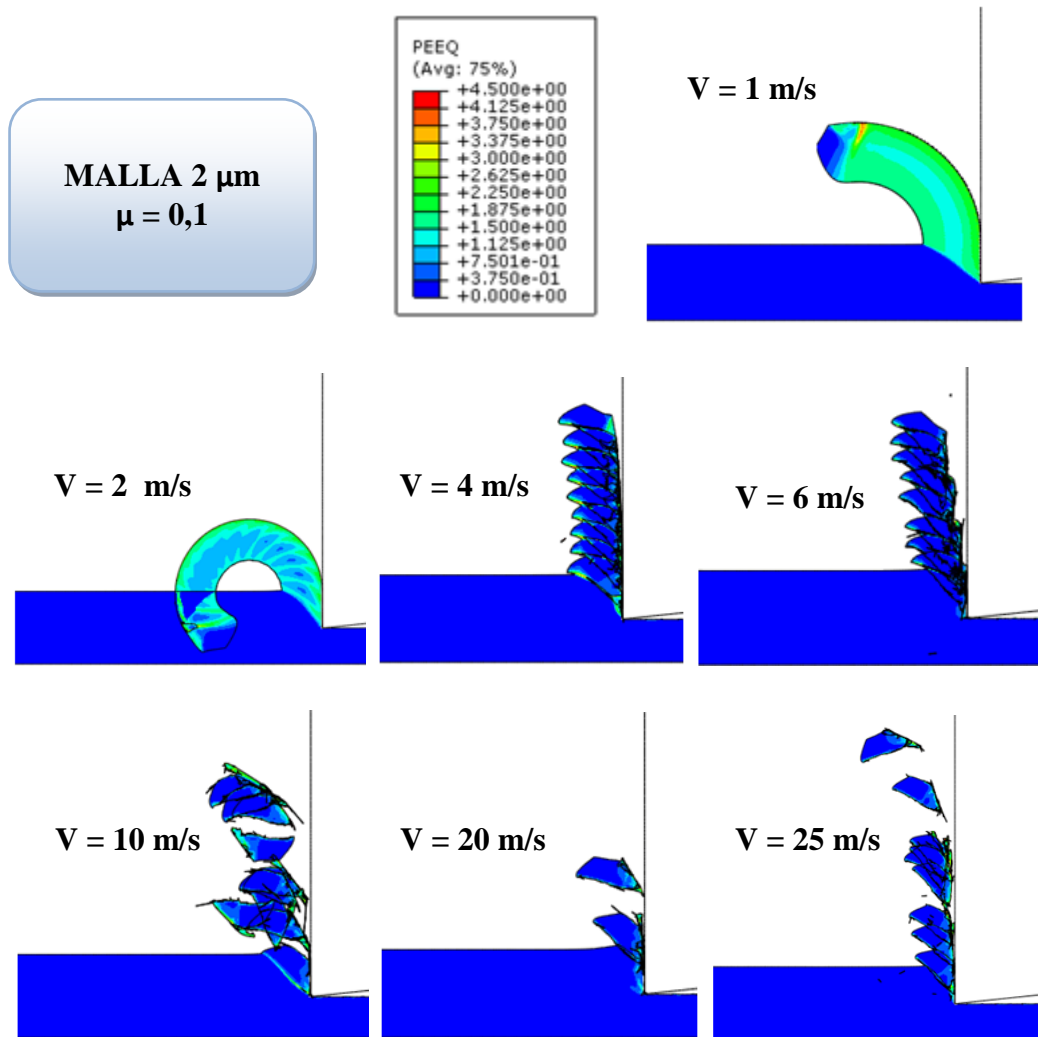 MALLA 2 μm
μ = 0,1
PEEQ
(Avg: 75%)
+4.500e+00
+4.125e+00
+3.750e+00
+3.375e+00
+3.000e+00
+2.625e+00
+2.250e+00
+1.875e+00
+1.500e+00
+1.125e+00
+7.501e-01
+3.750e-01
+0.000e+00
V = 1 m/s
V = 2 m/s
V = 4 m/s
V = 6 m/s
V = 10 m/s
V = 20 m/s
V = 25 m/s